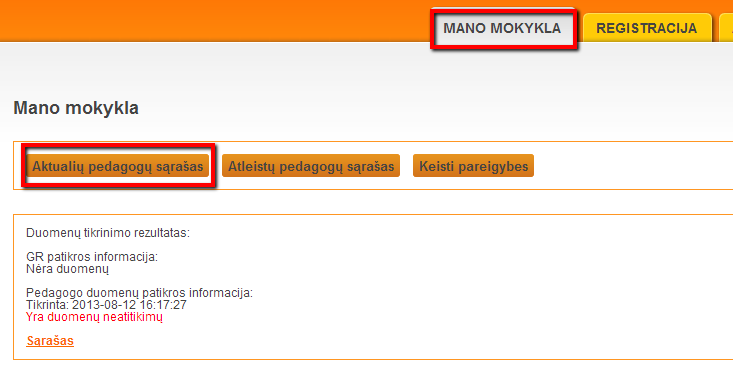 MANO MOKYKLA REGISTRACIJA
Mano mokykla
Aktualių pedagogų sąrašas Atleistų pedagogų sąrašas Keisti pareigybes
Duomenų tikrinimo rezultatas:
GR patikros informacija:
Nėra duomenų
Pedagogo duomenų patikros informacija:
Tikrinta: 2013-08-12 16:17:27
Yra duomenų neatitikimų
Sąrašas